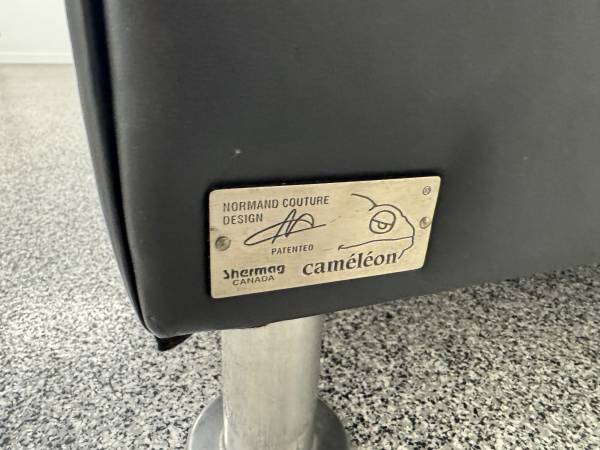 NORMAND COUTURE
DESIGN
PATENTED
®
Shermag
CANADA
caméléon